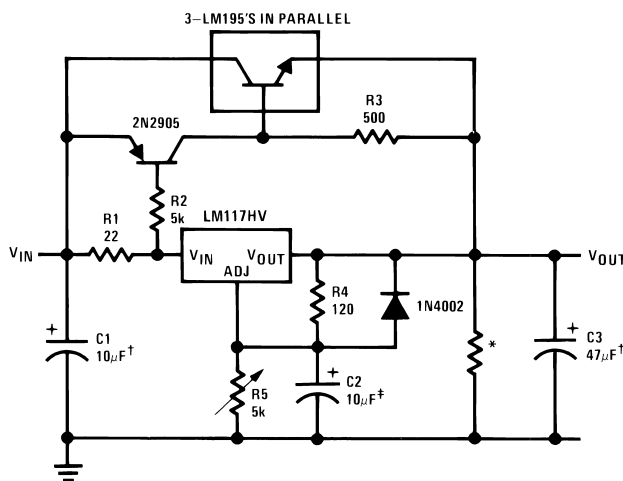 3–LM195'S IN PARALLEL
2N2905
R3
500
R2
5k
LM117HV
R1
22
VIN
VIN
VOUT
ADJ
VOUT
R4
120
1N4002
*
C1
10μF†
+
R5
5k
+
C2
10μF‡
+
C3
47μF†